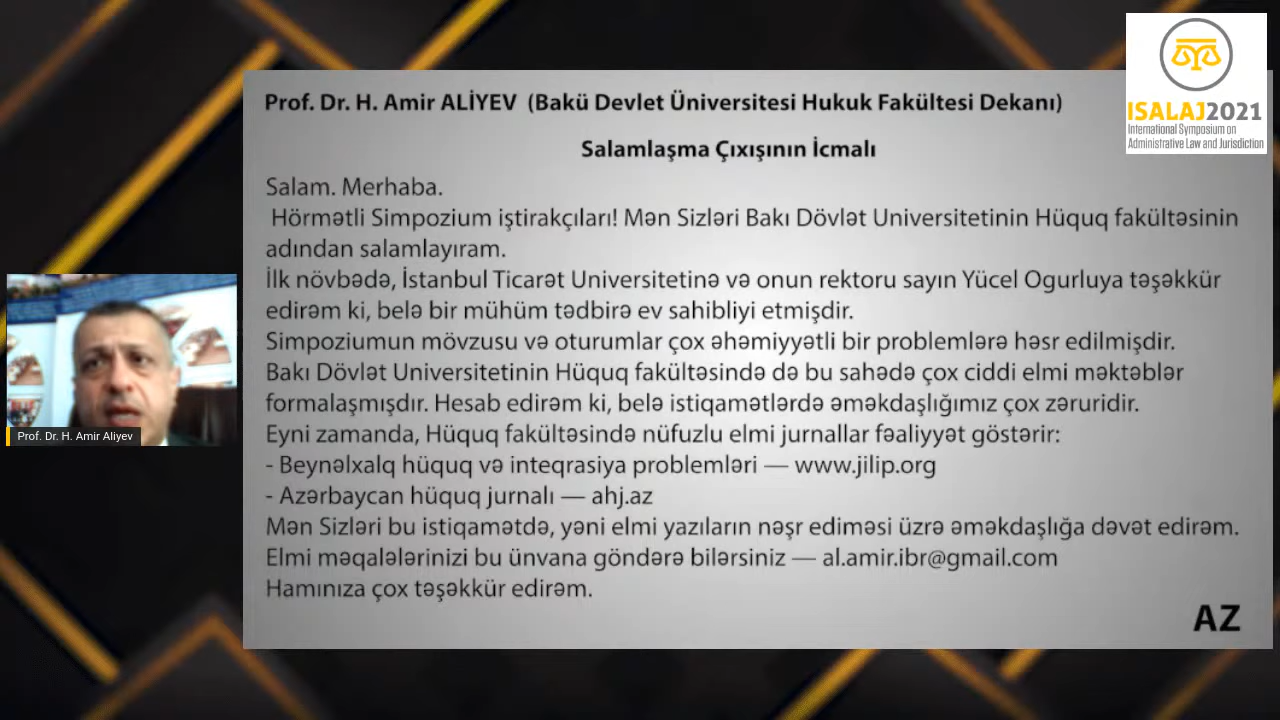 ISALAJ2021
International Symposium on
Administrative Law and Jurisdiction
Prof. Dr. H. Amir ALİYEV (Bakü Devlet Üniversitesi Hukuk Fakültesi Dekanı)
Salamlaşma Çıxışının İcmalı
Salam. Merhaba.
Hörmətli Simpozium iştirakçıları! Mən Sizləri Bakı Dövlət Universitetinin Hüquq fakültəsinin
adından salamlayıram.
İlk növbədə, İstanbul Ticarət Universitetinə və onun rektoru sayın Yücel Ogurluya təşəkkür
edirəm ki, belə bir mühüm tədbirə ev sahibliyi etmişdir.
Simpoziumun mövzusu və oturumlar çox əhəmiyyətli bir problemlərə həsr edilmişdir.
Bakı Dövlət Universitetinin Hüquq fakültəsində də bu sahədə çox ciddi elmi məktəblər
formalaşmışdır. Hesab edirəm ki, belə istiqamətlərdə əməkdaşlığımız çox zəruridir.
Eyni zamanda, Hüquq fakültəsində nüfuzlu elmi jurnallar fəaliyyət göstərir:
- Beynəlxalq hüquq və inteqrasiya problemləri — www.jilip.org
- Azərbaycan hüquq jurnalı — ahj.az
Mən Sizləri bu istiqamətdə, yəni elmi yazıların nəşr ediməsi üzrə əməkdaşlığa dəvət edirəm.
Elmi məqalələrinizi bu ünvana göndərə bilərsiniz — al.amir.ibr@gmail.com
Hamınıza çox təşəkkür edirəm.
AZ
Prof. Dr. H. Amir Aliyev